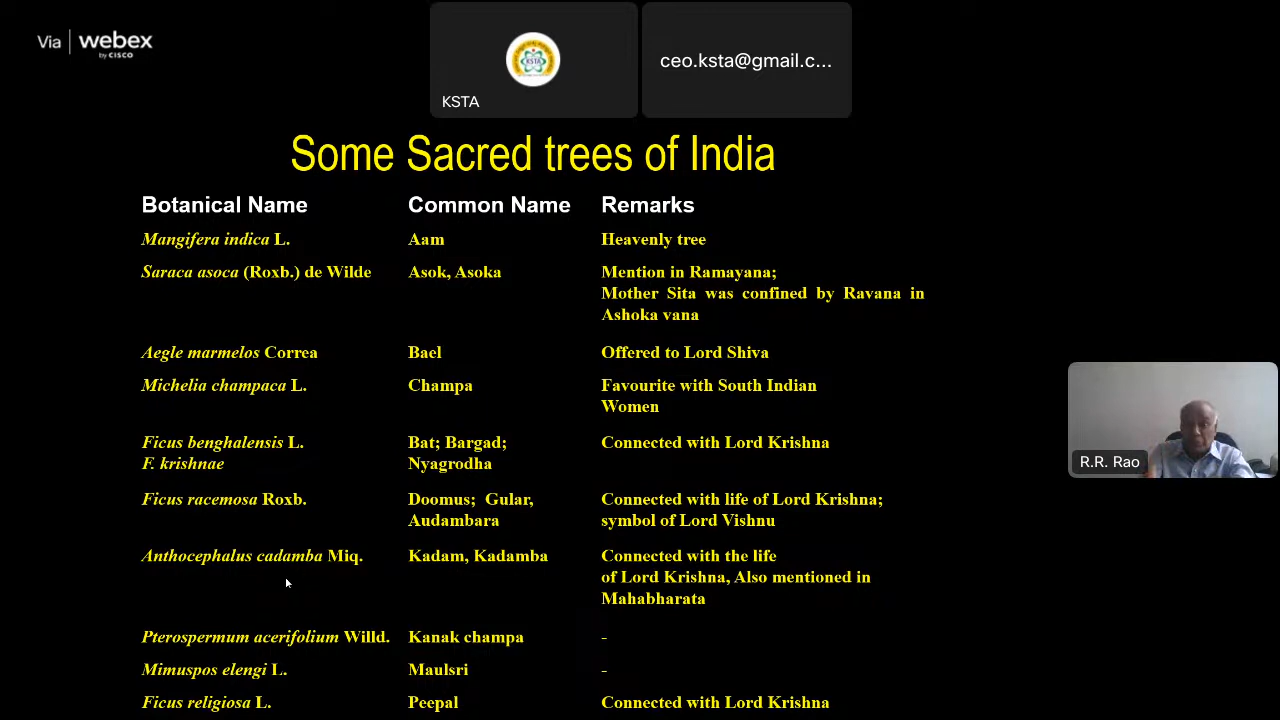 Via webex
by CISCO
KSTA
KSTA
ceo.ksta@gmail.c...
Some Sacred trees of India
Botanical Name Common Name Remarks
Mangifera indica L. Aam Heavenly tree
Saraca asoca (Roxb.) de Wilde Asok, Asoka Mention in Ramayana;
Mother Sita was confined by Ravana in
Ashoka vana
Aegle marmelos Correa Bael Offered to Lord Shiva
Michelia champaca L. Champa Favourite with South Indian
Women
Ficus benghalensis L. Bat; Bargad; Connected with Lord Krishna
F. krishnae Nyagrodha
Ficus racemosa Roxb. Doomus; Gular, Connected with life of Lord Krishna;
Audambara symbol of Lord Vishnu
Anthocephalus cadamba Miq. Kadam, Kadamba Connected with the life
of Lord Krishna, Also mentioned in
Mahabharata
R.R. Rao
Pterospermum acerifolium Willd. Kanak champa -
Mimuspos elengi L. Maulsri -
Ficus religiosa L. Peepal Connected with Lord Krishna